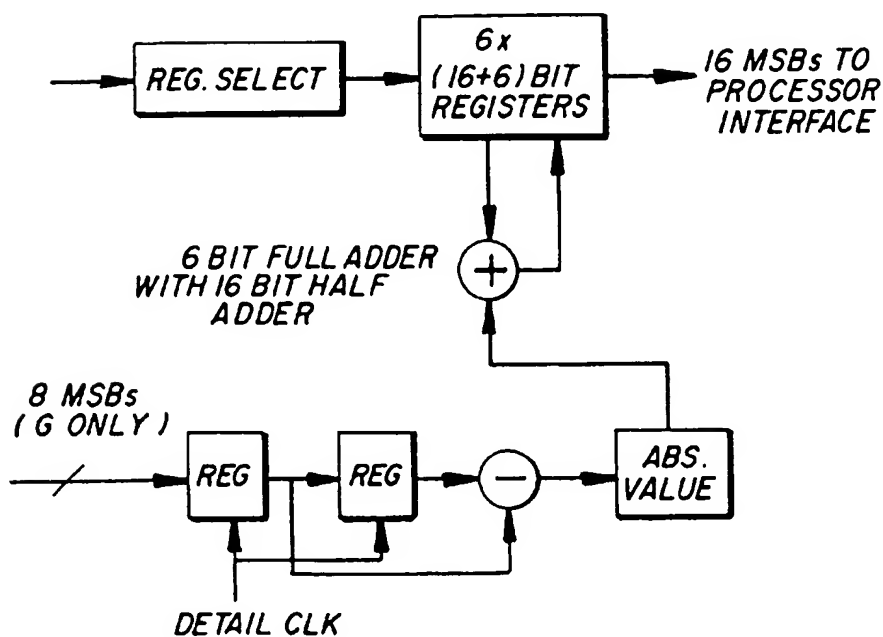 REG. SELECT
6x
(16+6) BIT
REGISTERS
16 MSBs TO
PROCESSOR
INTERFACE
6 BIT FULL ADDER
WITH 16 BIT HALF
ADDER
+
8 MSBs
(G ONLY)
REG
REG
−
ABS.
VALUE
DETAIL CLK